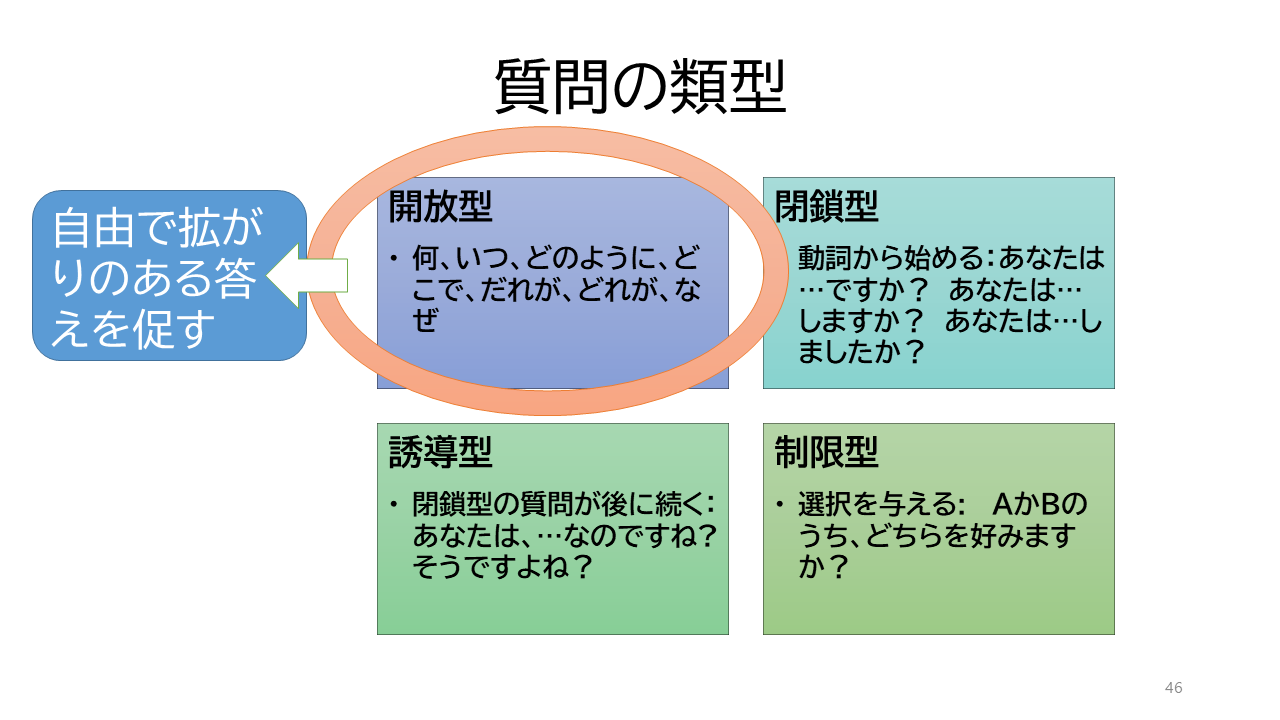 質問の類型
自由で拡が
りのある答
えを促す
開放型
• 何、いつ、どのように、ど
こで、だれが、どれが、な
ぜ
閉鎖型
動詞から始める：あなたは
…ですか？　あなたは…
しますか？　あなたは…し
ましたか？
誘導型
• 閉鎖型の質問が後に続く：
あなたは、…なのですね？
そうですよね？
制限型
• 選択を与える:　AかBの
うち、どちらを好みます
か？
46